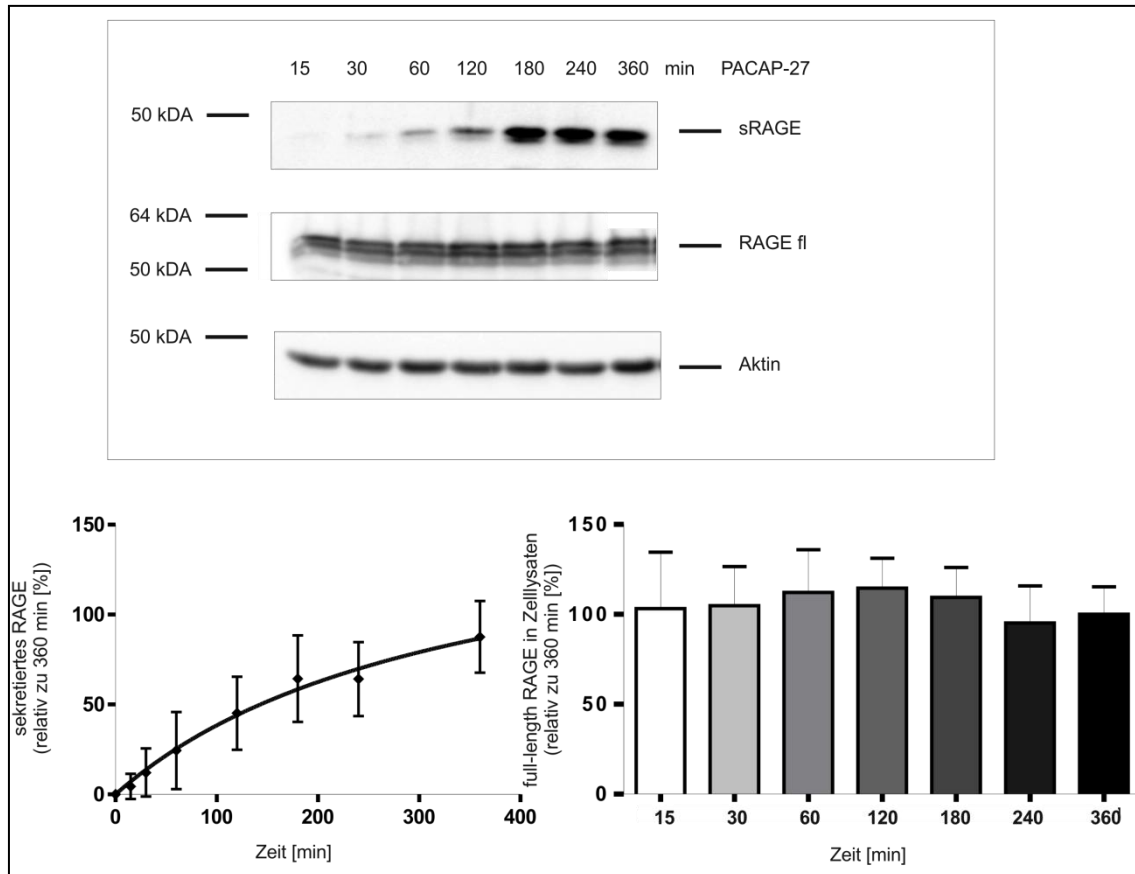 15 30 60 120 180 240 360 min PACAP-27
50 kDA
sRAGE
64 kDA
RAGE fl
50 kDA
50 kDA
Aktin
sekretiertes RAGE
(relativ zu 360 min [%])
150
100
50
0
0 100 200 300 400
Zeit [min]
full-length RAGE in Zelllysaten
(relativ zu 360 min [%])
150
100
50
0
15 30 60 120 180 240 360
Zeit [min]